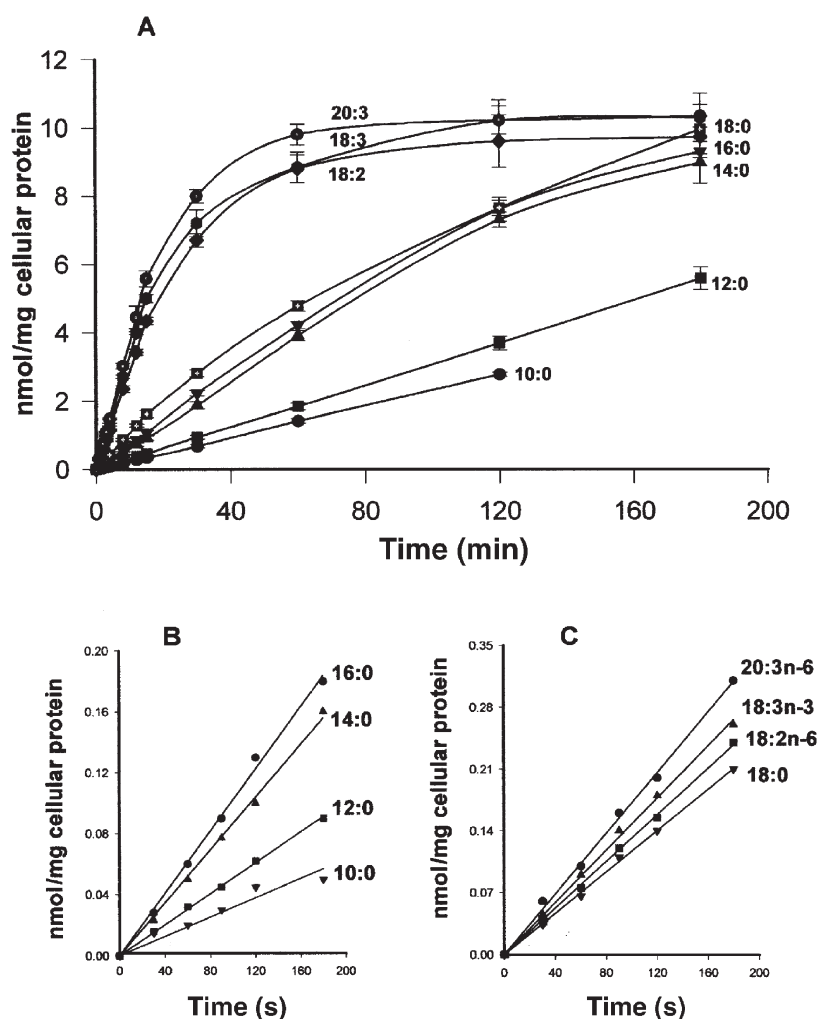 A
nmol/mg cellular protein
12
10
8
6
4
2
0
20:3
18:3
18:2
18:0
16:0
14:0
12:0
10:0
0 40 80 120 160 200
Time (min)
B
nmol/mg cellular protein
0.20
0.16
0.12
0.08
0.04
0.00
16:0
14:0
12:0
10:0
0 40 80 120 160 200
Time (s)
C
nmol/mg cellular protein
0.35
0.28
0.21
0.14
0.07
0.00
20:3n-6
18:3n-3
18:2n-6
18:0
0 40 80 120 160 200
Time (s)